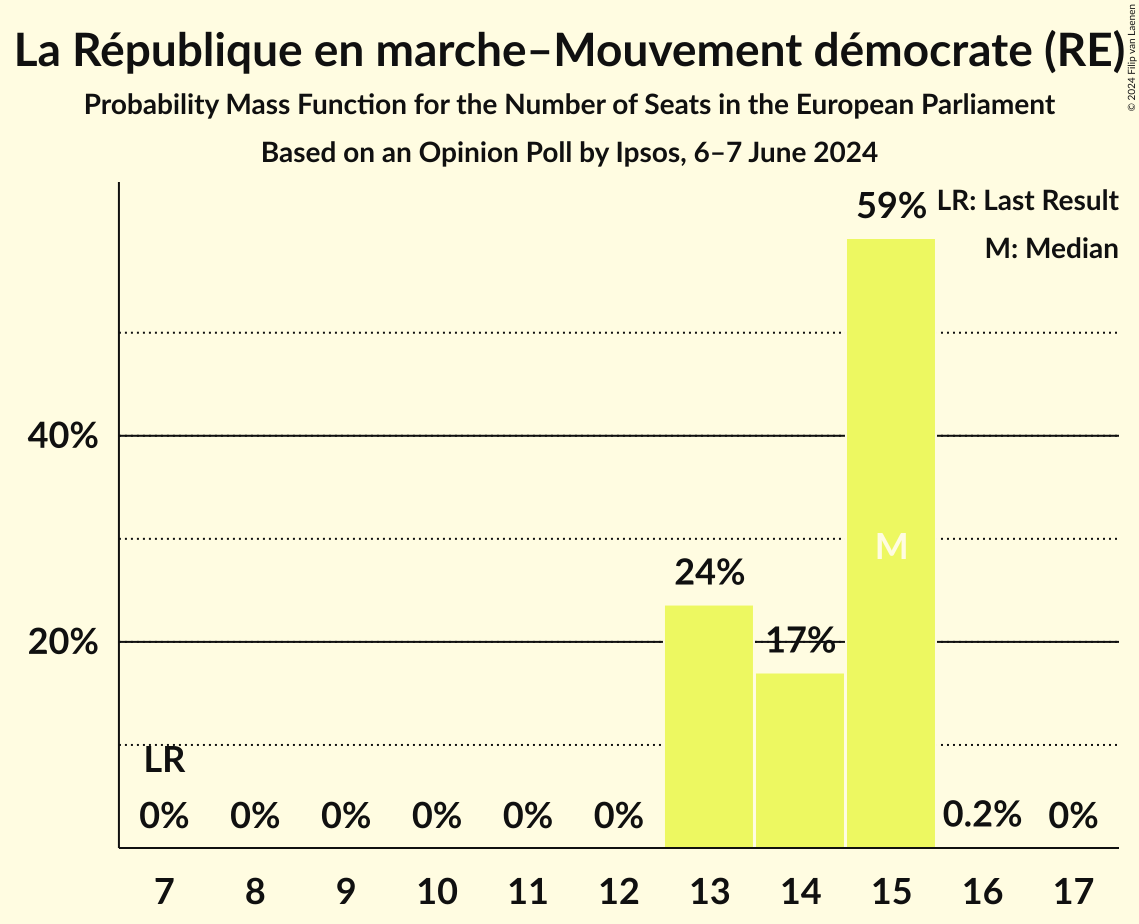 La République en marche–Mouvement démocrate (RE)
Probability Mass Function for the Number of Seats in the European Parliament
Based on an Opinion Poll by Ipsos, 6–7 June 2024
© 2024 Filip van Laenen
LR: Last Result
M: Median
59%
40%
M
24%
20%
17%
LR
0% 0% 0% 0% 0% 0% 0.2% 0%
7 8 9 10 11 12 13 14 15 16 17